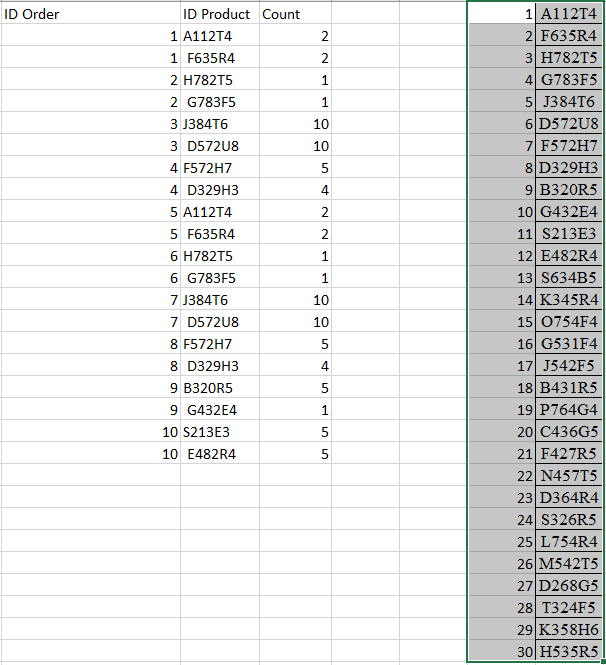 ID Order ID Product Count 1 A112T4
1 A112T4 2 2 F635R4
1 F635R4 2 3 H782T5
2 H782T5 1 4 G783F5
2 G783F5 1 5 J384T6
3 J384T6 10 6 D572U8
3 D572U8 10 7 F572H7
4 F572H7 5 8 D329H3
4 D329H3 4 9 B320R5
5 A112T4 2 10 G432E4
5 F635R4 2 11 S213E3
6 H782T5 1 12 E482R4
6 G783F5 1 13 S634B5
7 J384T6 10 14 K345R4
7 D572U8 10 15 O754F4
8 F572H7 5 16 G531F4
8 D329H3 4 17 J542F5
9 B320R5 5 18 B431R5
9 G432E4 1 19 P764G4
10 S213E3 5 20 C436G5
10 E482R4 5 21 F427R5
22 N457T5
23 D364R4
24 S326R5
25 L754R4
26 M542T5
27 D268G5
28 T324F5
29 K358H6
30 H535R5